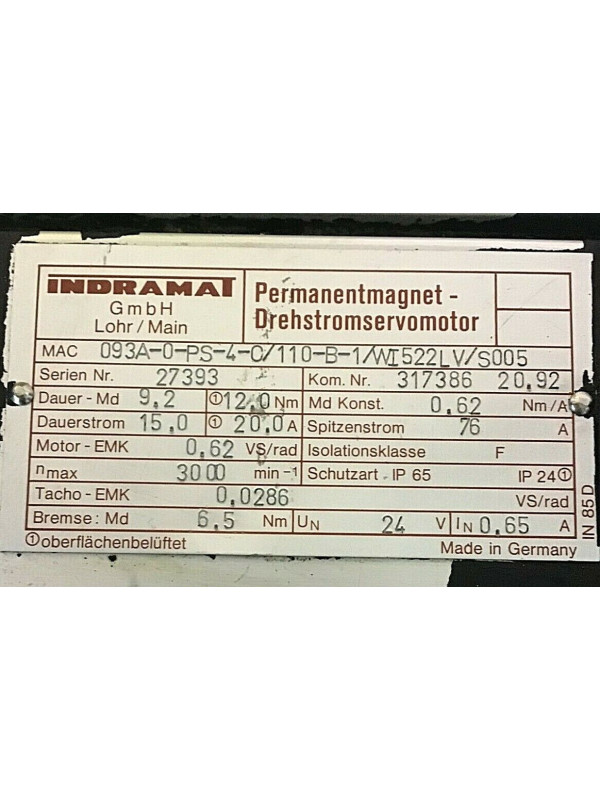 INDRAMAT
GmbH
Lohr / Main
Permanentmagnet -
Drehstromservomotor
MAC 093A-0-PS-4-C/110-B-1/WI522LV/S005
Serien Nr. 27393 Kom. Nr. 317386 20,92
Dauer - Md 9,2 ① 12,0 Nm Md Konst. 0,62 Nm/A
Dauerstrom 15,0 ① 20,0 A Spitzenstrom 76 A
Motor - EMK 0,62 VS/rad Isolationsklasse F
nmax 3000 min-1 Schutzart IP 65 IP 24①
Tacho - EMK 0,0286 VS/rad
Bremse: Md 6,5 Nm UN 24 V IN 0,65 A
①oberflächenbelüftet Made in Germany
IN 85 D